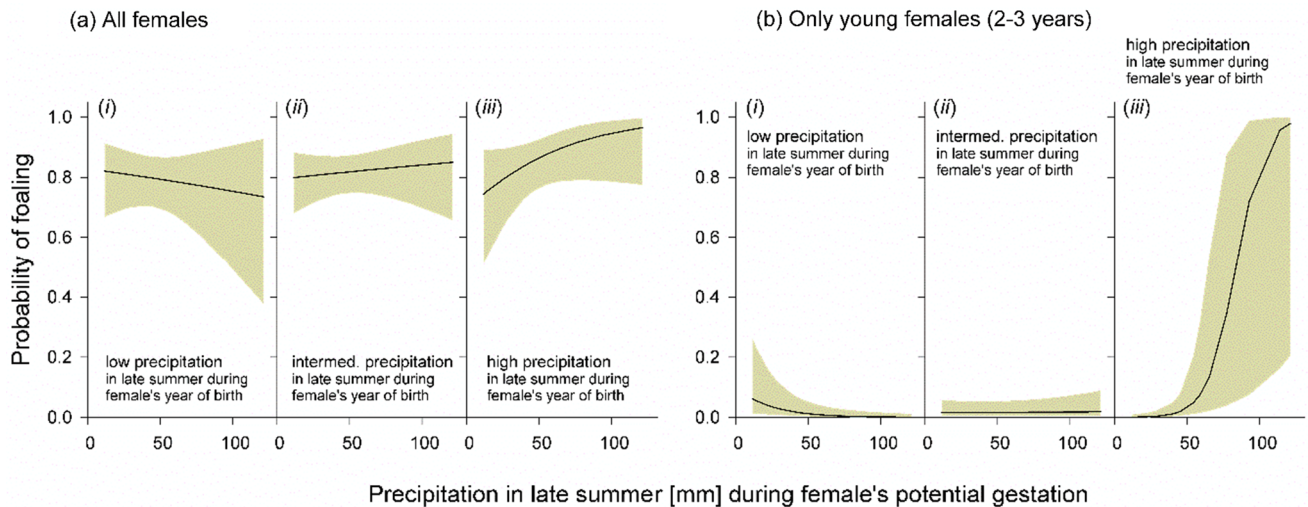 (a) All females
(b) Only young females (2-3 years)
Probability of foaling
1.0
0.8
0.6
0.4
0.2
0.0
(i)
low precipitation
in late summer during
female's year of birth
0
50
100
(ii)
intermed. precipitation
in late summer during
female's year of birth
0
50
100
(iii)
high precipitation
in late summer during
female's year of birth
0
50
100
1.0
0.8
0.6
0.4
0.2
0.0
(i)
low precipitation
in late summer during
female's year of birth
0
50
100
(ii)
intermed. precipitation
in late summer during
female's year of birth
0
50
100
high precipitation
in late summer during
female's year of birth
(iii)
0
50
100
Precipitation in late summer [mm] during female's potential gestation